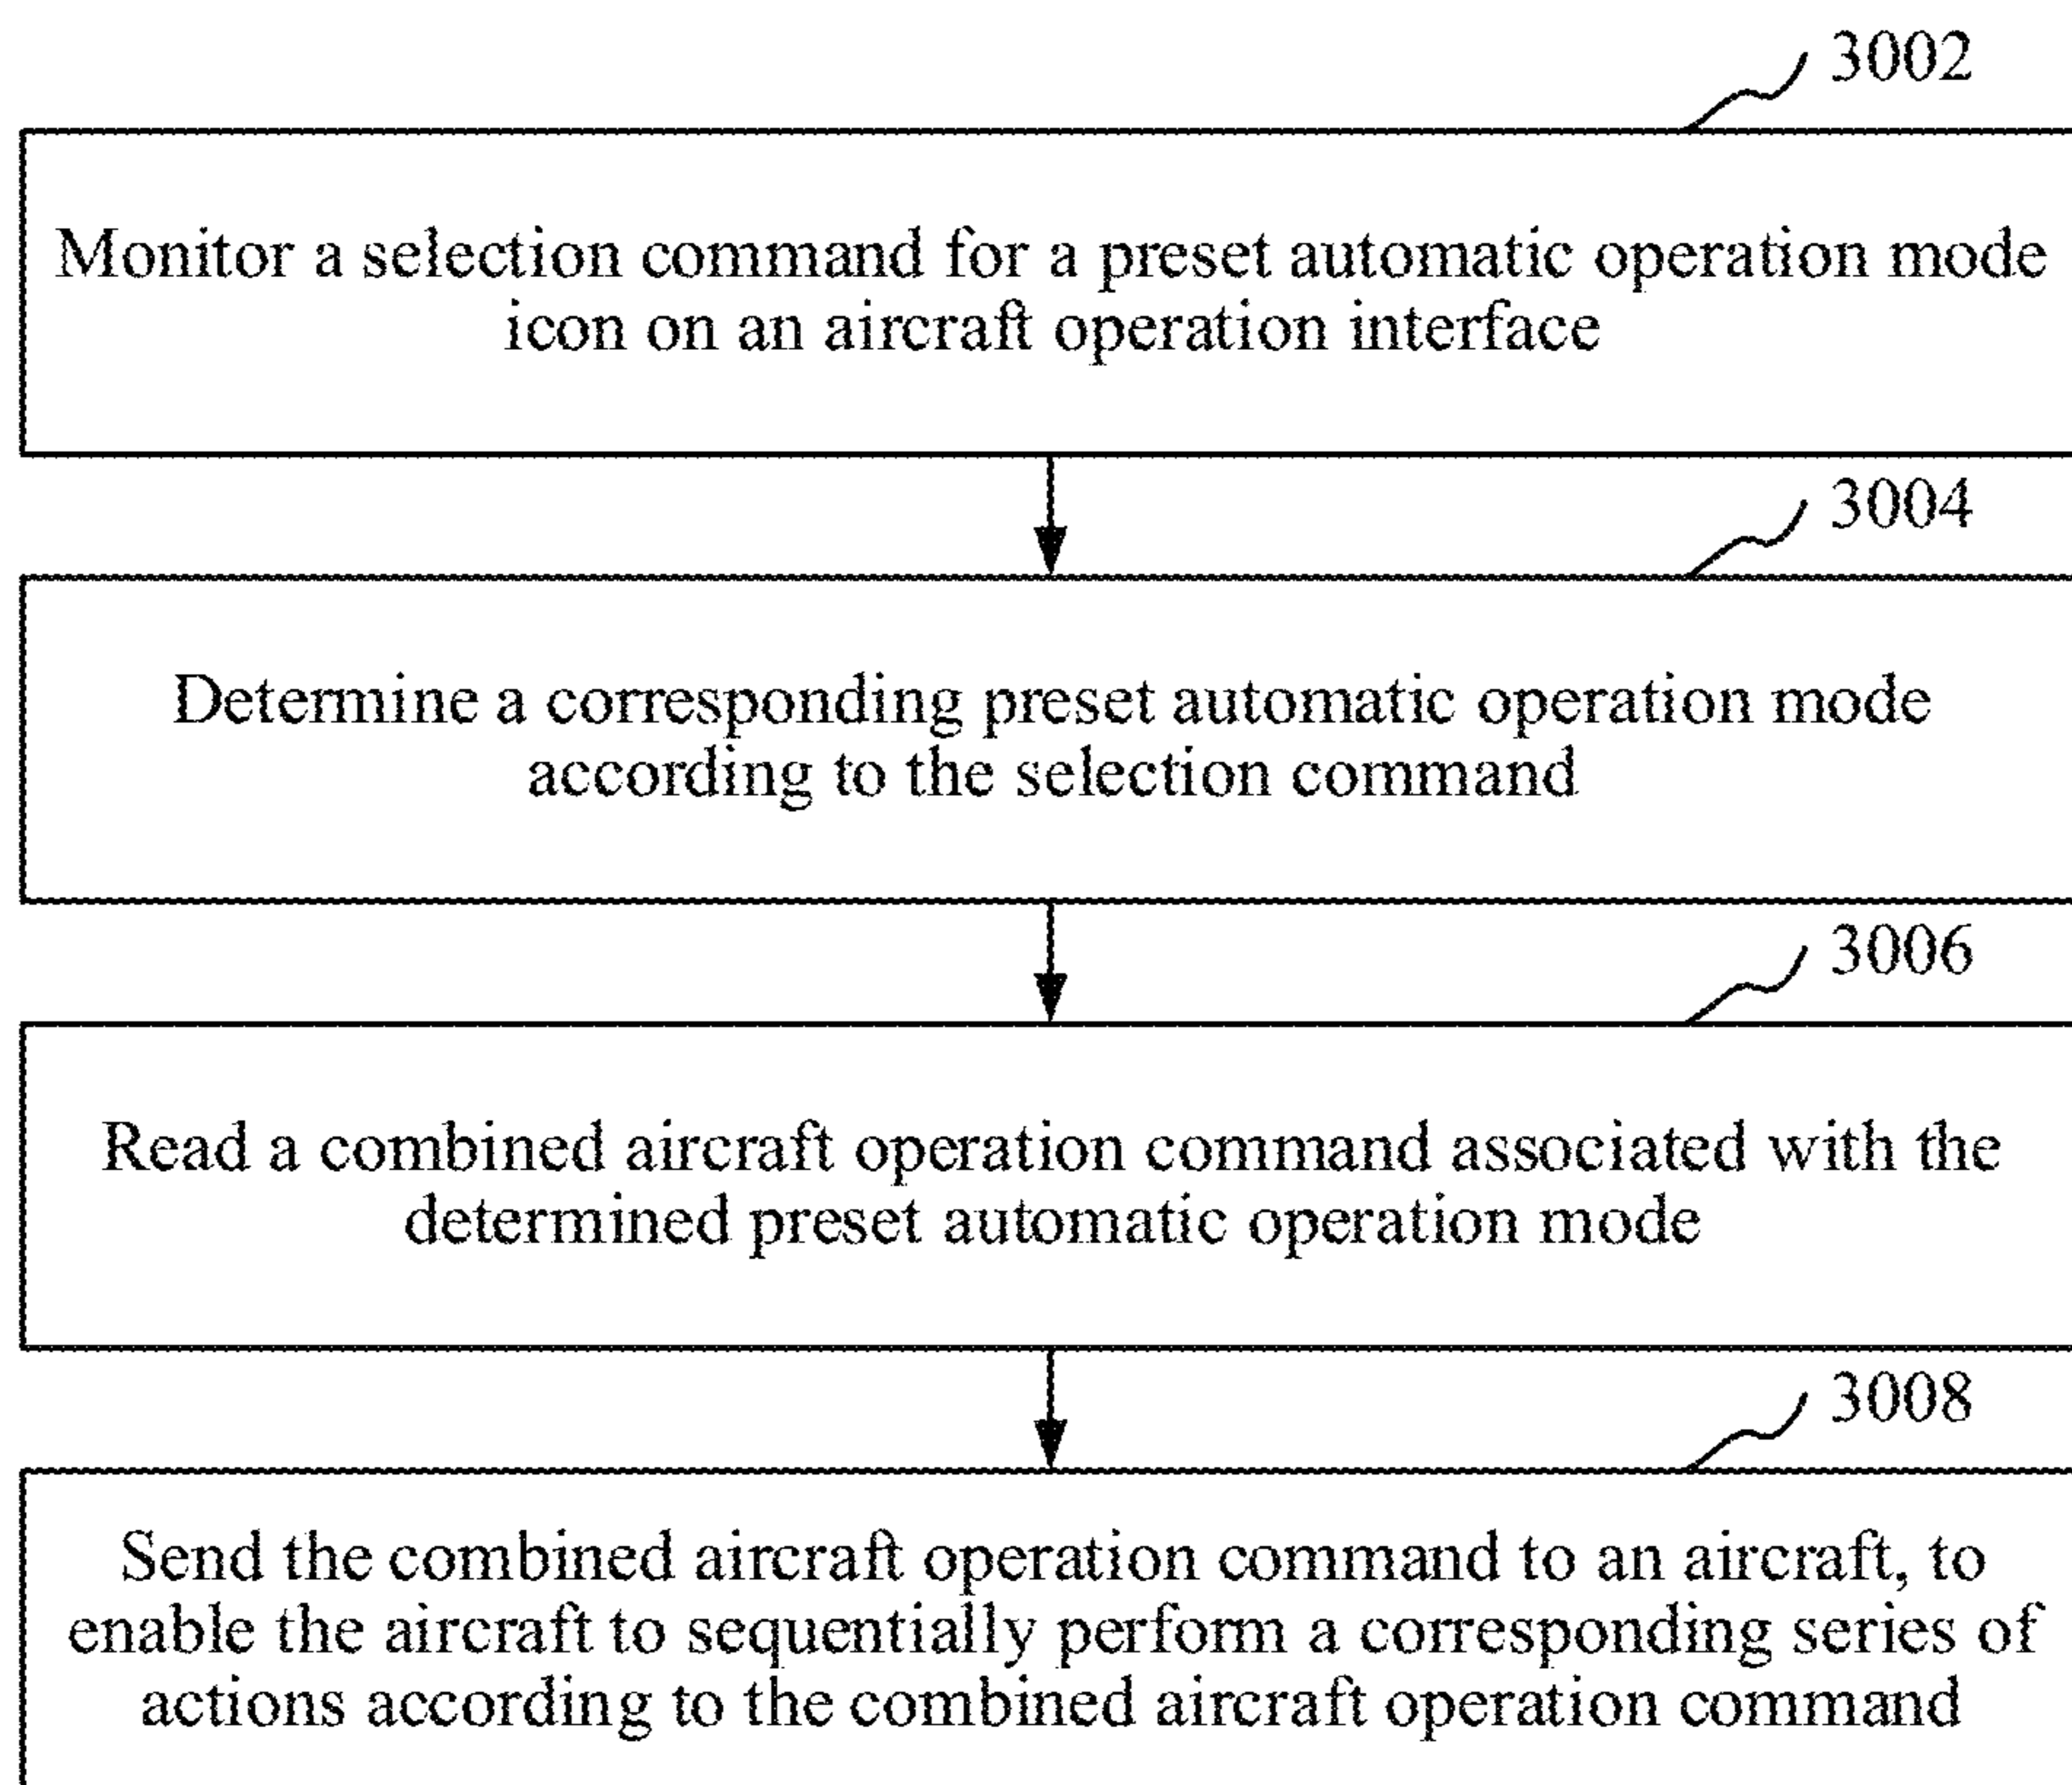 3002
Monitor a selection command for a preset automatic operation mode
icon on an aircraft operation interface
3004
Determine a corresponding preset automatic operation mode
according to the selection command
3006
Read a combined aircraft operation command associated with the
determined preset automatic operation mode
3008
Send the combined aircraft operation command to an aircraft, to
enable the aircraft to sequentially perform a corresponding series of
actions according to the combined aircraft operation command